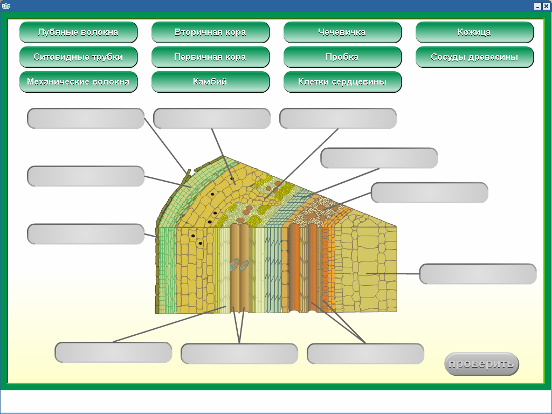 Лубяные волокна
Вторичная кора
Чечевичка
Кожица
Ситовидные трубки
Первичная кора
Пробка
Сосуды древесины
Механические волокна
Камбий
Клетки сердцевины
проверить